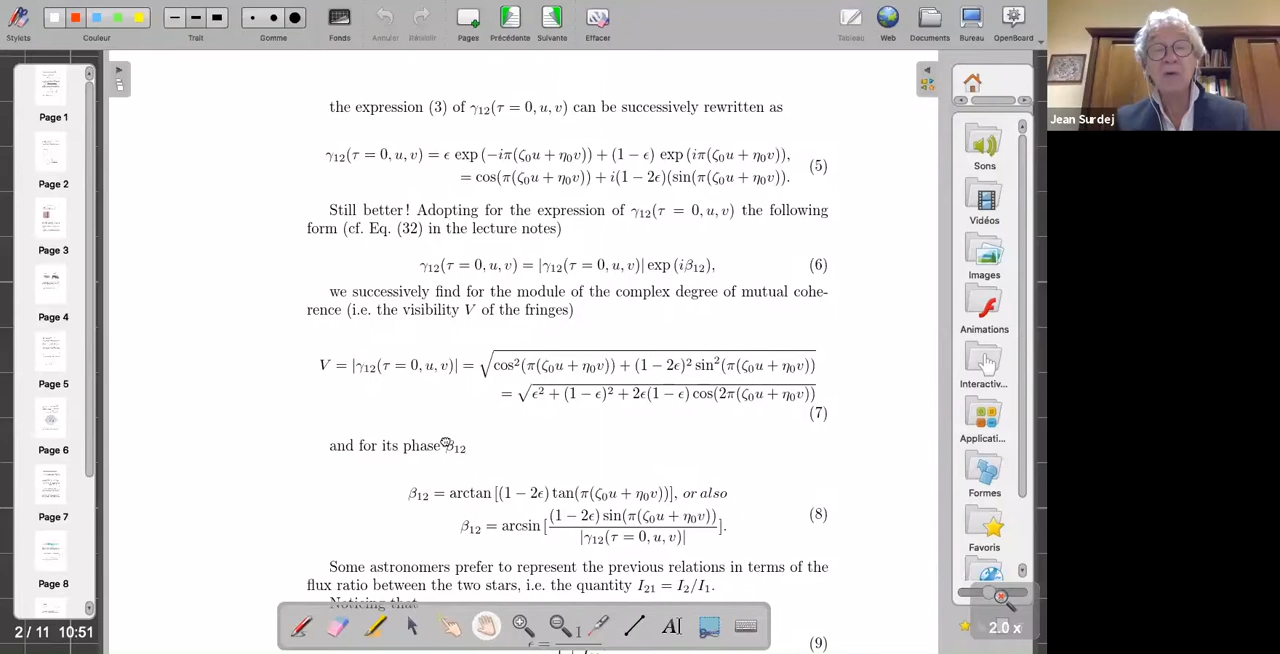 Stylets
Couleur
Trait
Gomme
Fonds
Annuler
Rétablir
Pages
Précédente
Suivante
Effacer
Tableau
Web
Documents
Bureau
OpenBoard
Page 1
Page 2
Page 3
Page 4
Page 5
Page 6
Page 7
Page 8
2 / 11 10:51
the expression (3) of γ₁₂(τ = 0, u, v) can be successively rewritten as
γ₁₂(τ = 0, u, v) = ϵ exp (−iπ(ζ₀u + η₀v)) + (1 − ϵ) exp (iπ(ζ₀u + η₀v)),
= cos(π(ζ₀u + η₀v)) + i(1 − 2ϵ)(sin(π(ζ₀u + η₀v)). (5)
Still better! Adopting for the expression of γ₁₂(τ = 0, u, v) the following
form (cf. Eq. (32) in the lecture notes)
γ₁₂(τ = 0, u, v) = |γ₁₂(τ = 0, u, v)| exp (iβ₁₂), (6)
we successively find for the module of the complex degree of mutual cohe-
rence (i.e. the visibility V of the fringes)
V = |γ₁₂(τ = 0, u, v)| = √cos²(π(ζ₀u + η₀v)) + (1 − 2ϵ)² sin²(π(ζ₀u + η₀v))
= √ϵ² + (1 − ϵ)² + 2ϵ(1 − ϵ) cos(2π(ζ₀u + η₀v))
(7)
and for its phase β₁₂
β₁₂ = arctan [(1 − 2ϵ) tan(π(ζ₀u + η₀v))], or also
β₁₂ = arcsin [(1 − 2ϵ) sin(π(ζ₀u + η₀v)) / |γ₁₂(τ = 0, u, v)|]. (8)
Some astronomers prefer to represent the previous relations in terms of the
flux ratio between the two stars, i.e. the quantity I₂₁ = I₂/I₁.
Noticing that
(9)
Sons
Vidéos
Images
Animations
Interactiv...
Applicati...
Formes
Favoris
2.0 x
Jean Surdej